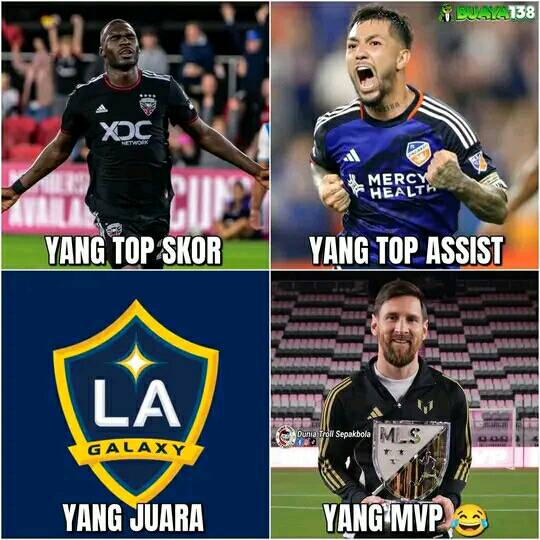 BUAYA138
XDC
NETWORK
YANG TOP SKOR
MERCY
HEALTH
YANG TOP ASSIST
LA
GALAXY
YANG JUARA
Dunia Troll Sepakbola
MLS
YANG MVP 😂